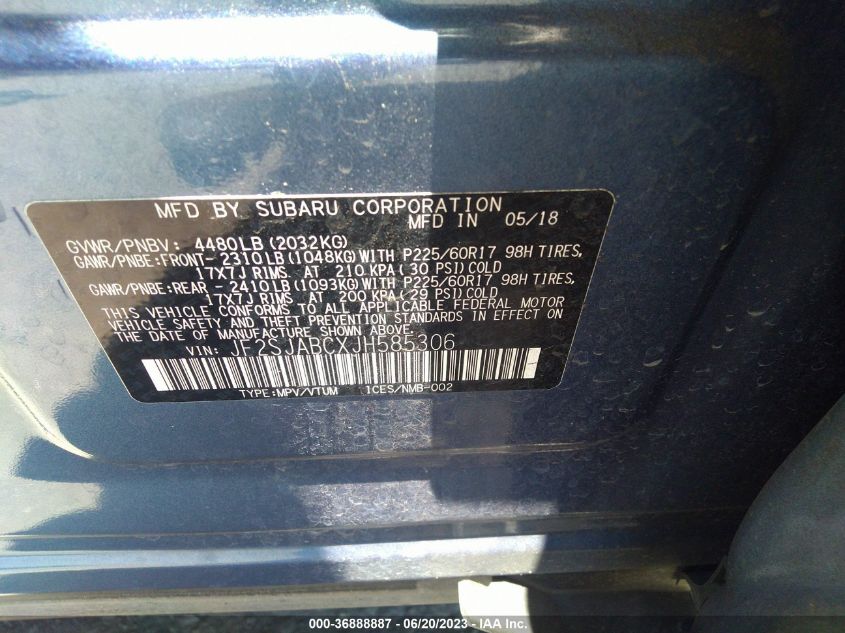 MFD BY SUBARU CORPORATION
MFD IN 05/18
GVWR/PNBV: 4480LB(2032KG)
GAWR/PNBE:FRONT- 2310LB(1048KG)WITH P225/60R17 98H TIRES,
17X7J RIMS. AT 210 KPA( 30 PSI)COLD
GAWR/PNBE:REAR - 2410LB(1093KG)WITH P225/60R17 98H TIRES,
17X7J RIMS. AT 200 KPA(29 PSI)COLD
THIS VEHICLE CONFORMS TO ALL APPLICABLE FEDERAL MOTOR
VEHICLE SAFETY AND THEFT PREVENTION STANDARDS IN EFFECT ON
THE DATE OF MANUFACTURE SHOWN ABOVE.
VIN: JF2SJABCXJH585306
TYPE:MPV/VTUM ICES/NMB-002
000-36888887 - 06/20/2023 - © IAA Inc.